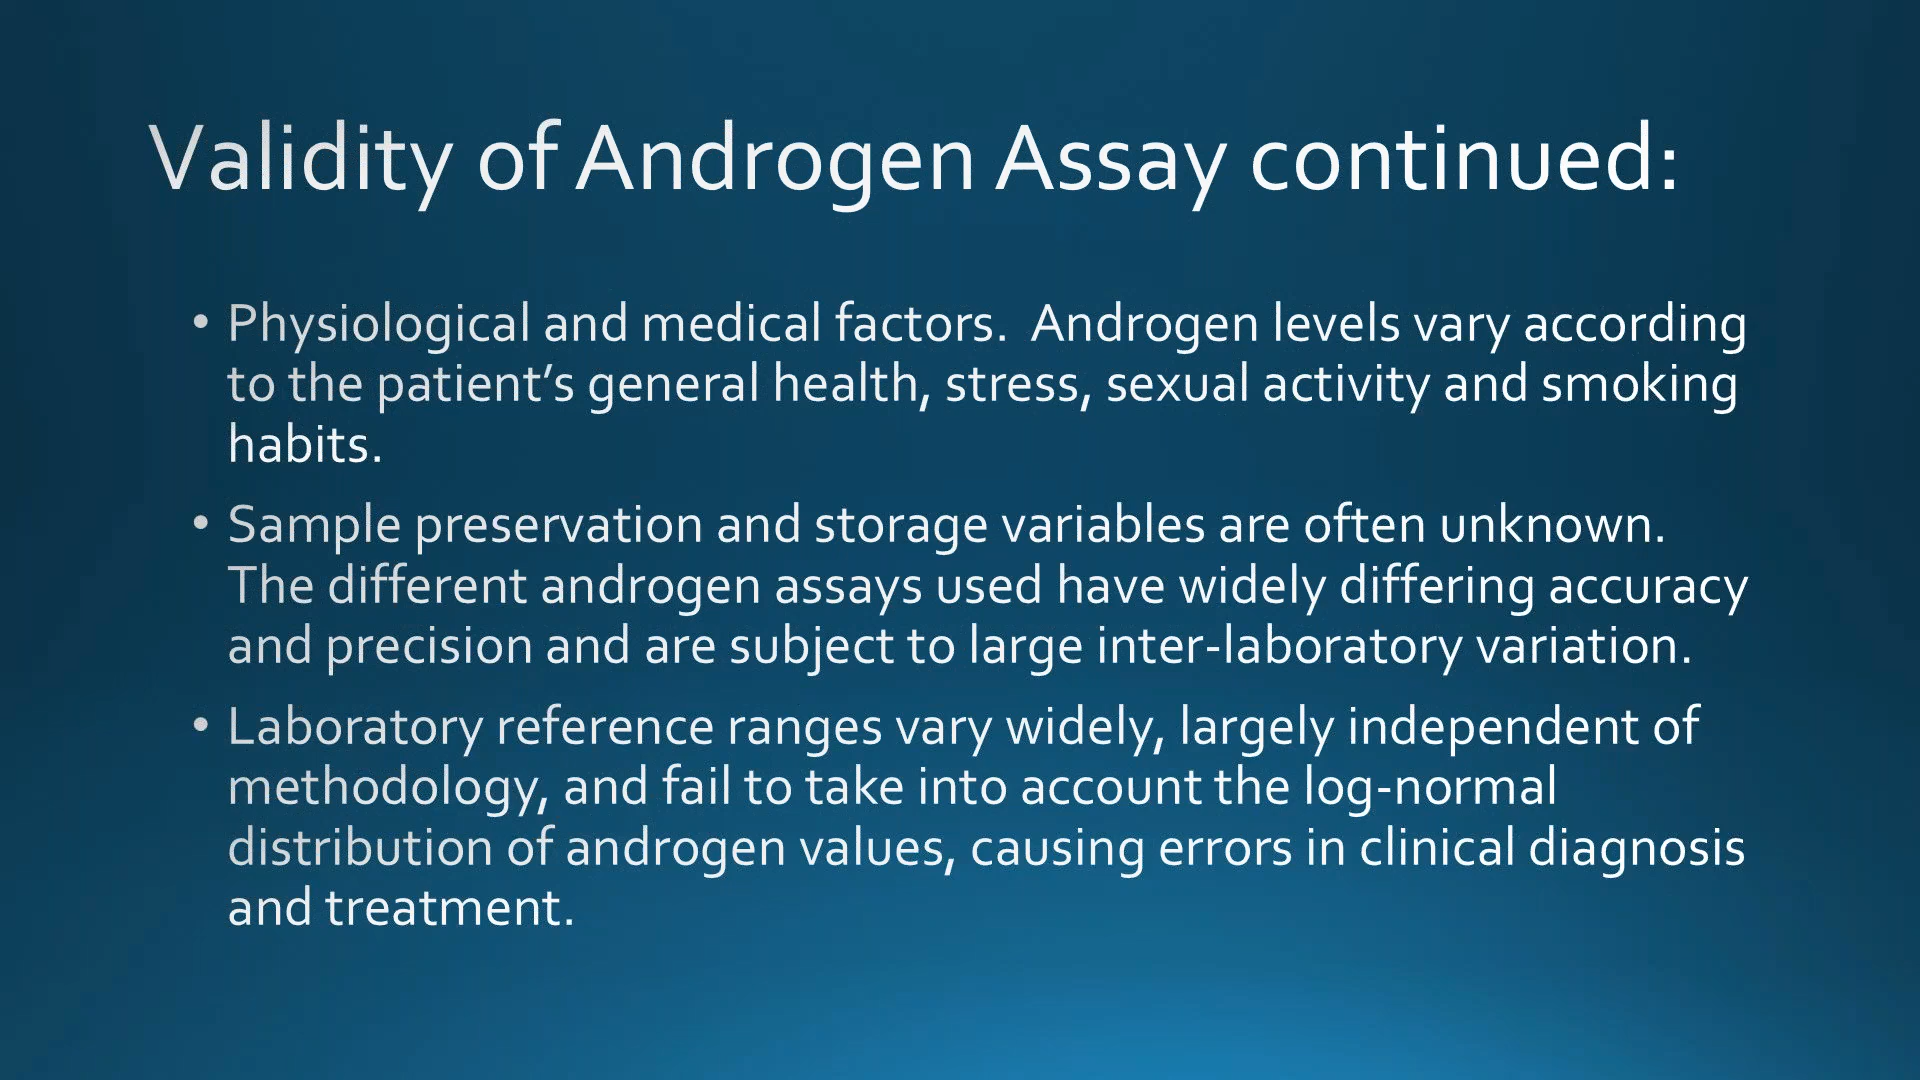 Validity of Androgen Assay continued:
• Physiological and medical factors.  Androgen levels vary according
to the patient’s general health, stress, sexual activity and smoking
habits.
• Sample preservation and storage variables are often unknown.
The different androgen assays used have widely differing accuracy
and precision and are subject to large inter-laboratory variation.
• Laboratory reference ranges vary widely, largely independent of
methodology, and fail to take into account the log-normal
distribution of androgen values, causing errors in clinical diagnosis
and treatment.